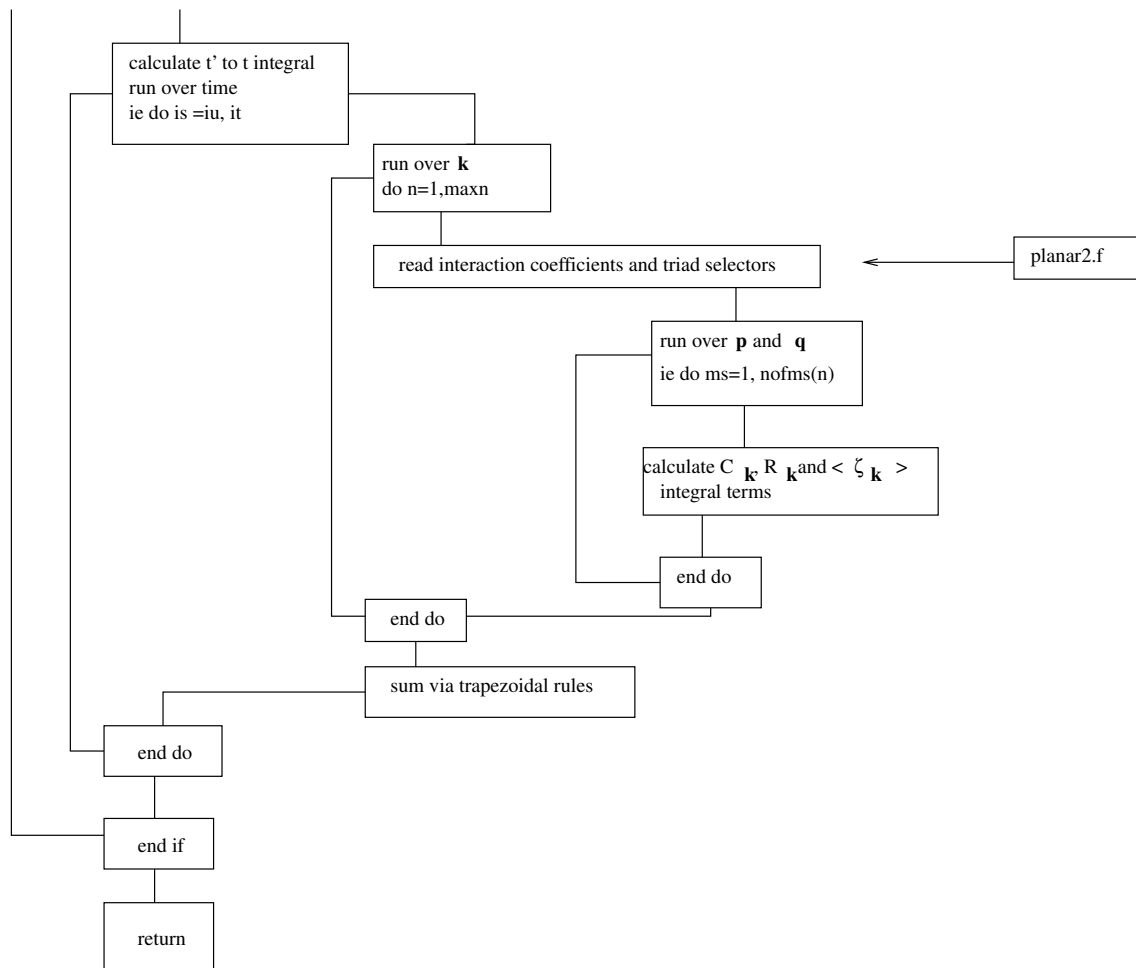 calculate t' to t integral
run over time
ie do is =iu, it
run over k
do n=1,maxn
read interaction coefficients and triad selectors
planar2.f
run over p and q
ie do ms=1, nofms(n)
calculate C k, R k and < ζ k >
integral terms
end do
end do
sum via trapezoidal rules
end do
end if
return